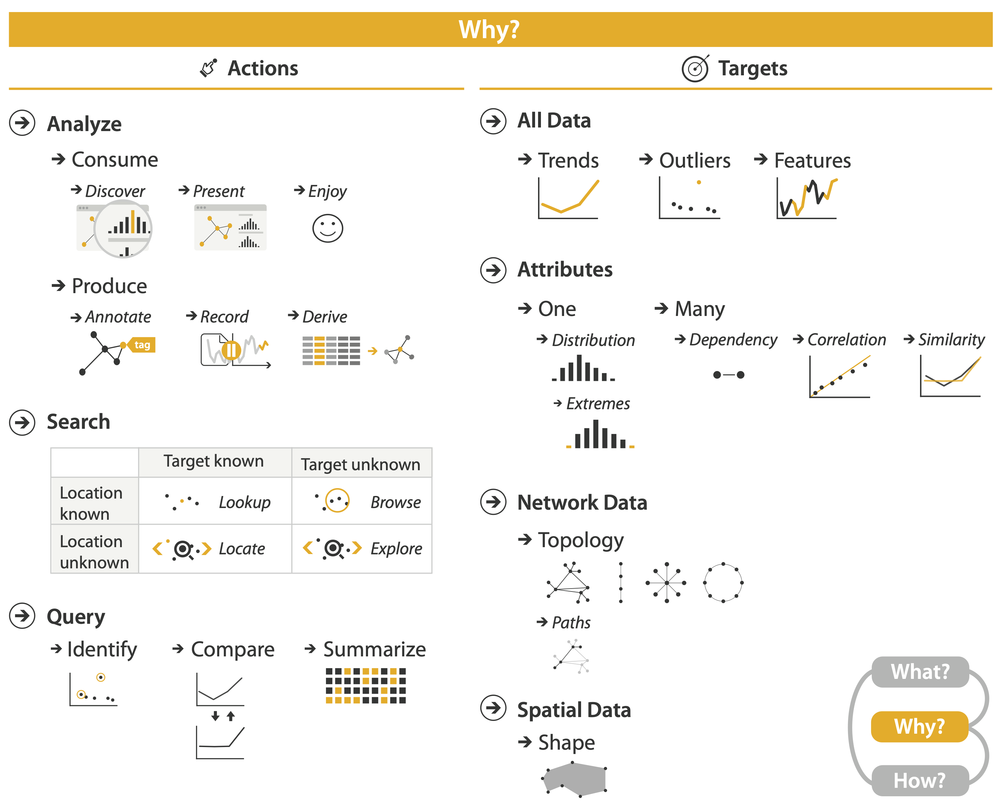 Why?
Actions
Targets
Analyze
Consume
Discover
Present
Enjoy
Produce
Annotate
Record
Derive
tag
Search
Target known
Target unknown
Location
known
Lookup
Browse
Location
unknown
Locate
Explore
Query
Identify
Compare
Summarize
All Data
Trends
Outliers
Features
Attributes
One
Many
Distribution
Dependency
Correlation
Similarity
Extremes
Network Data
Topology
Paths
Spatial Data
Shape
What?
Why?
How?